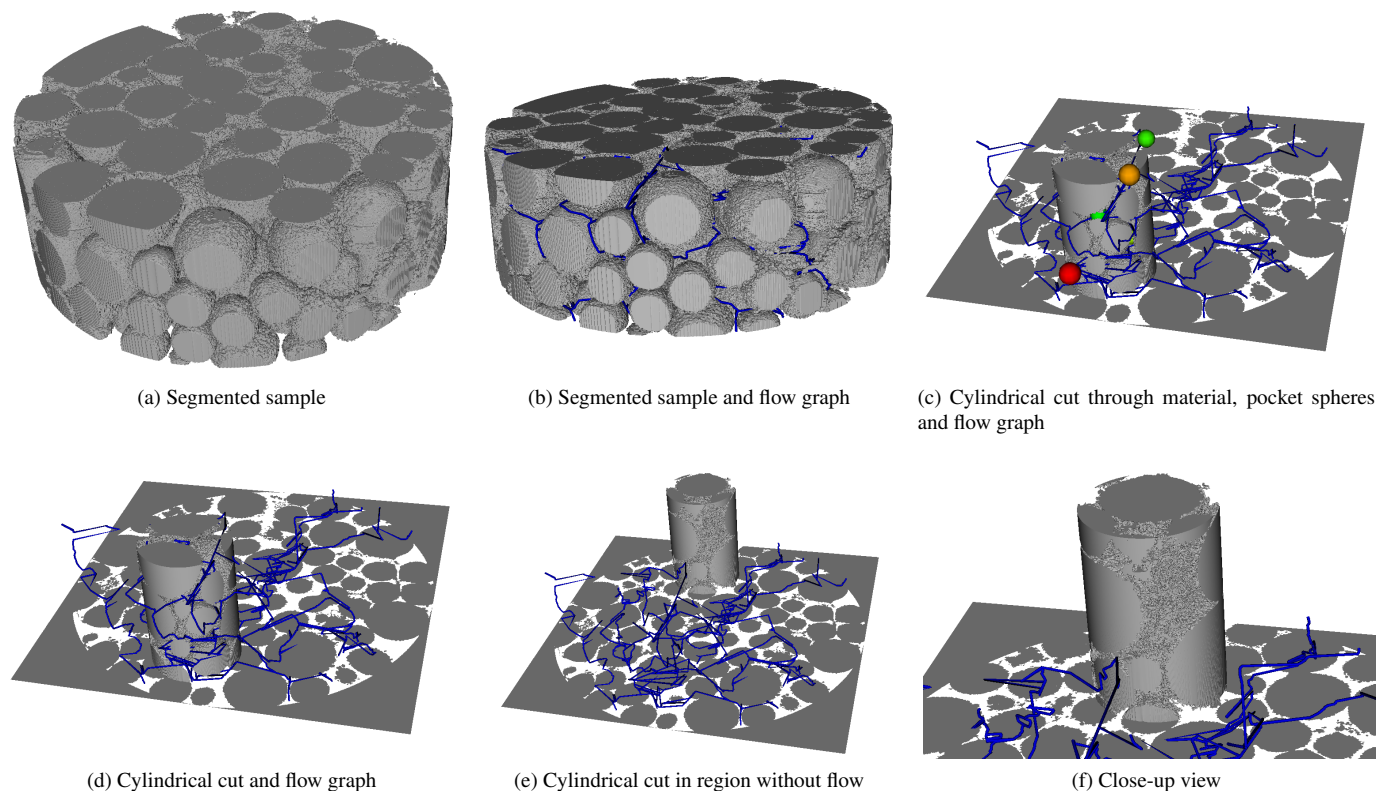 (a) Segmented sample
(b) Segmented sample and flow graph
(c) Cylindrical cut through material, pocket spheres
and flow graph
(d) Cylindrical cut and flow graph
(e) Cylindrical cut in region without flow
(f) Close-up view